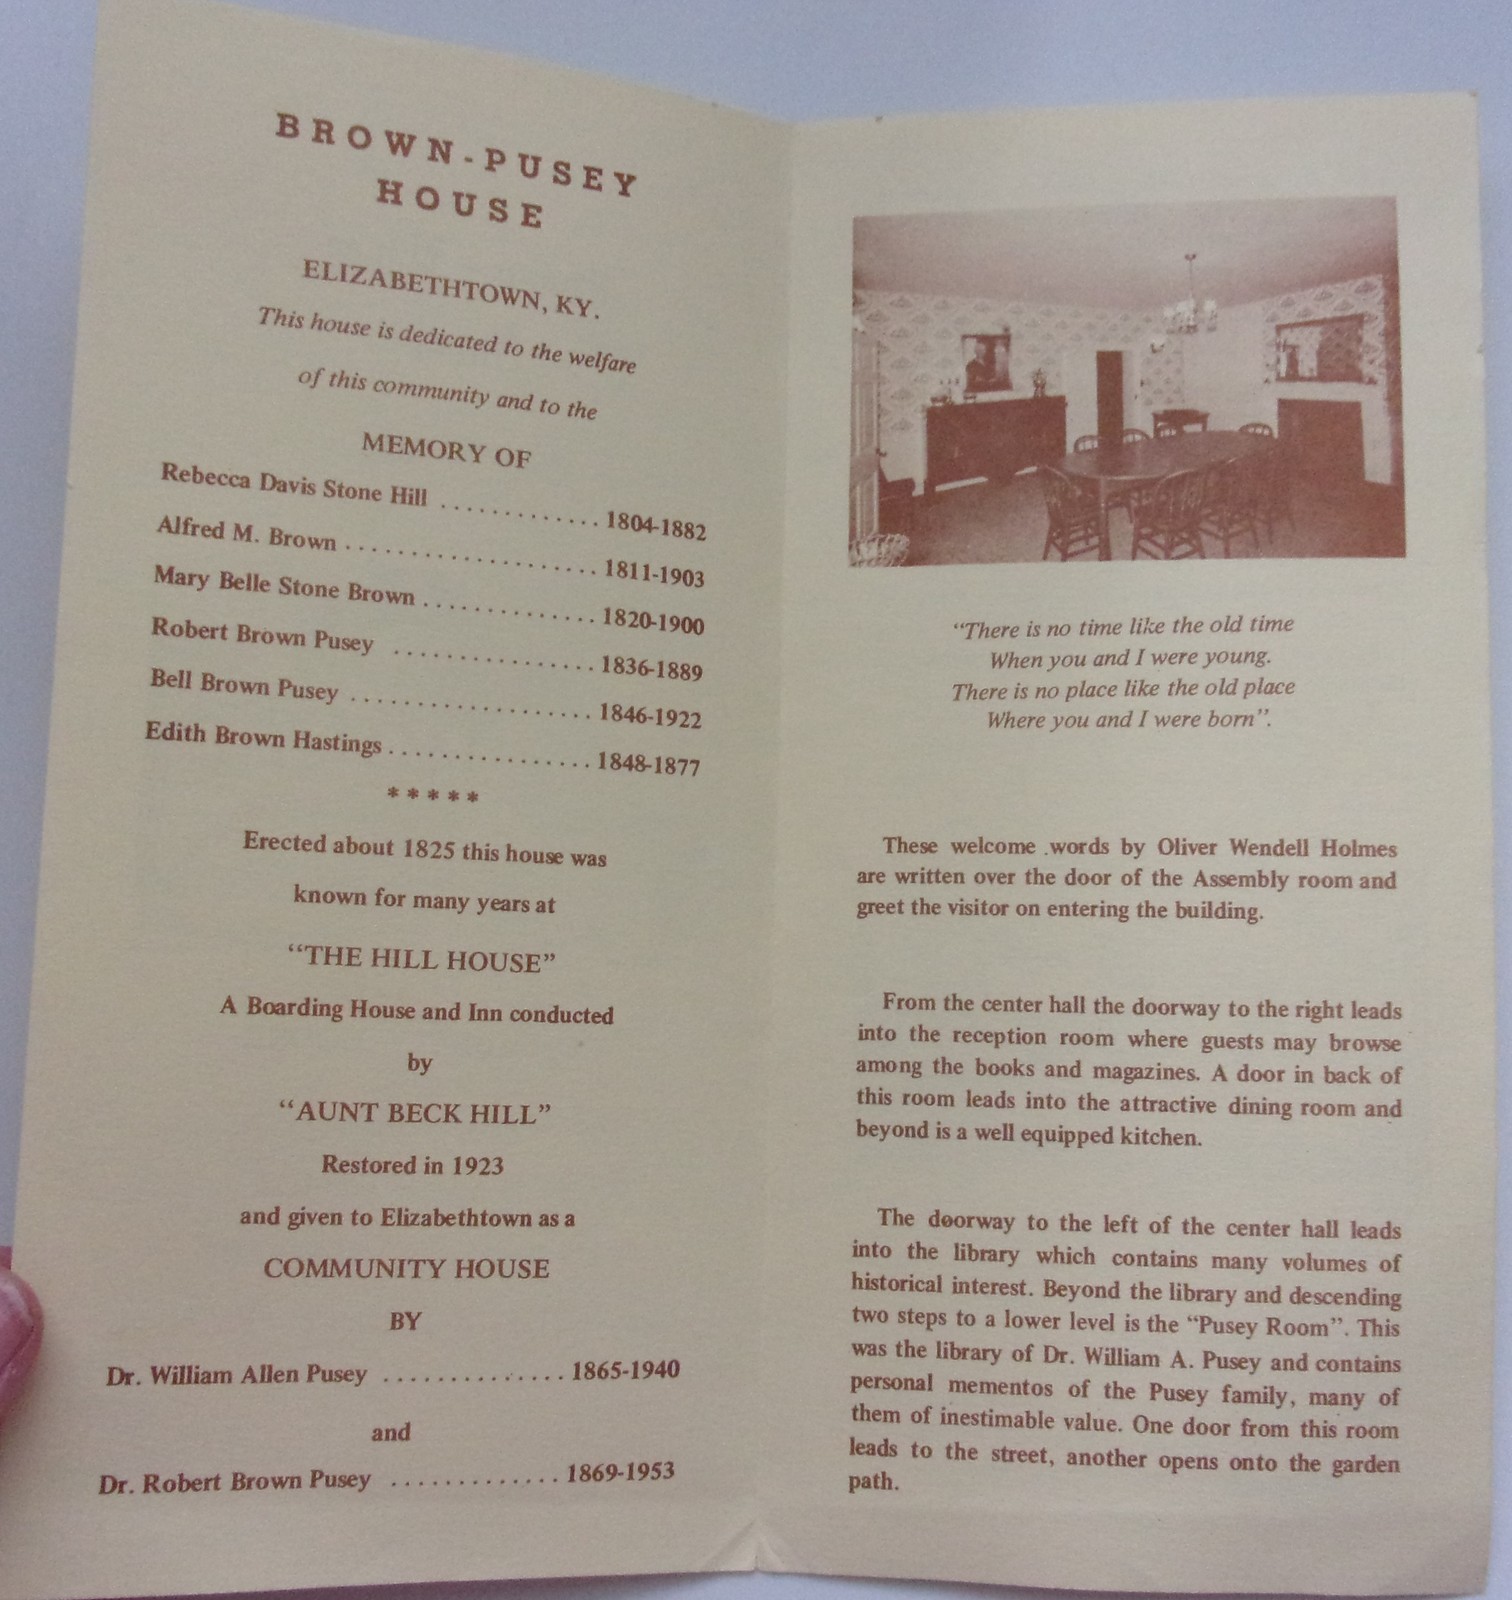 BROWN-PUSEY
HOUSE
ELIZABETHTOWN, KY.
This house is dedicated to the welfare
of this community and to the
MEMORY OF
Rebecca Davis Stone Hill ............. 1804-1882
Alfred M. Brown .................... 1811-1903
Mary Belle Stone Brown .............. 1820-1900
Robert Brown Pusey ................ 1836-1889
Bell Brown Pusey ................... 1846-1922
Edith Brown Hastings ................ 1848-1877
* * * * *
Erected about 1825 this house was
known for many years at
“THE HILL HOUSE”
A Boarding House and Inn conducted
by
“AUNT BECK HILL”
Restored in 1923
and given to Elizabethtown as a
COMMUNITY HOUSE
BY
Dr. William Allen Pusey .............. 1865-1940
and
Dr. Robert Brown Pusey ............. 1869-1953
“There is no time like the old time
When you and I were young.
There is no place like the old place
Where you and I were born”.
These welcome .words by Oliver Wendell Holmes
are written over the door of the Assembly room and
greet the visitor on entering the building.
From the center hall the doorway to the right leads
into the reception room where guests may browse
among the books and magazines. A door in back of
this room leads into the attractive dining room and
beyond is a well equipped kitchen.
The doorway to the left of the center hall leads
into the library which contains many volumes of
historical interest. Beyond the library and descending
two steps to a lower level is the “Pusey Room”. This
was the library of Dr. William A. Pusey and contains
personal mementos of the Pusey family, many of
them of inestimable value. One door from this room
leads to the street, another opens onto the garden
path.